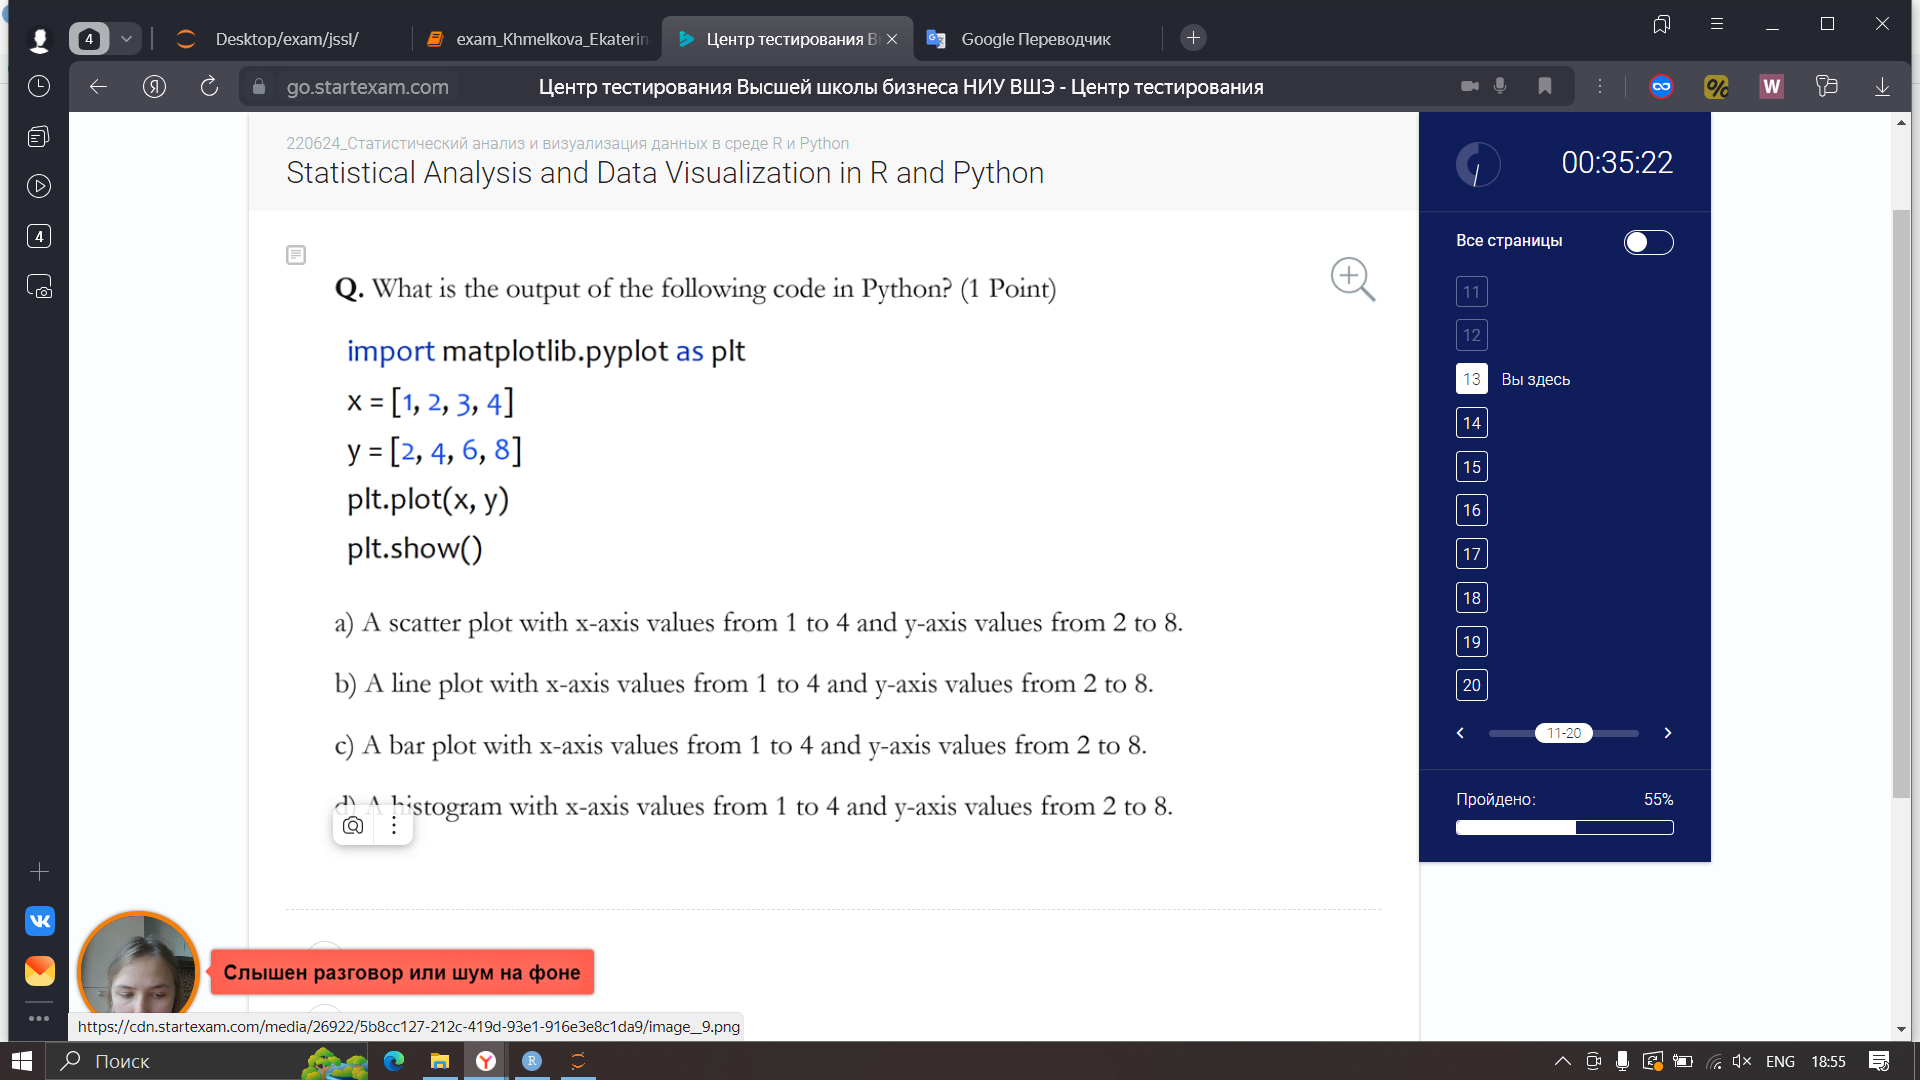 4
Desktop/exam/jssl/
exam_Khmelkova_Ekaterin
Центр тестирования В
Google Переводчик
go.startexam.com
Центр тестирования Высшей школы бизнеса НИУ ВШЭ - Центр тестирования
W
4
220624_Статистический анализ и визуализация данных в среде R и Python
Statistical Analysis and Data Visualization in R and Python
00:35:22
Все страницы
Q. What is the output of the following code in Python? (1 Point)
import matplotlib.pyplot as plt
x = [1, 2, 3, 4]
y = [2, 4, 6, 8]
plt.plot(x, y)
plt.show()
a) A scatter plot with x-axis values from 1 to 4 and y-axis values from 2 to 8.
b) A line plot with x-axis values from 1 to 4 and y-axis values from 2 to 8.
c) A bar plot with x-axis values from 1 to 4 and y-axis values from 2 to 8.
d) A histogram with x-axis values from 1 to 4 and y-axis values from 2 to 8.
11
12
13 Вы здесь
14
15
16
17
18
19
20
11-20
Пройдено: 55%
Слышен разговор или шум на фоне
https://cdn.startexam.com/media/26922/5b8cc127-212c-419d-93e1-916e3e8c1da9/image_9.png
Поиск
ENG
18:55